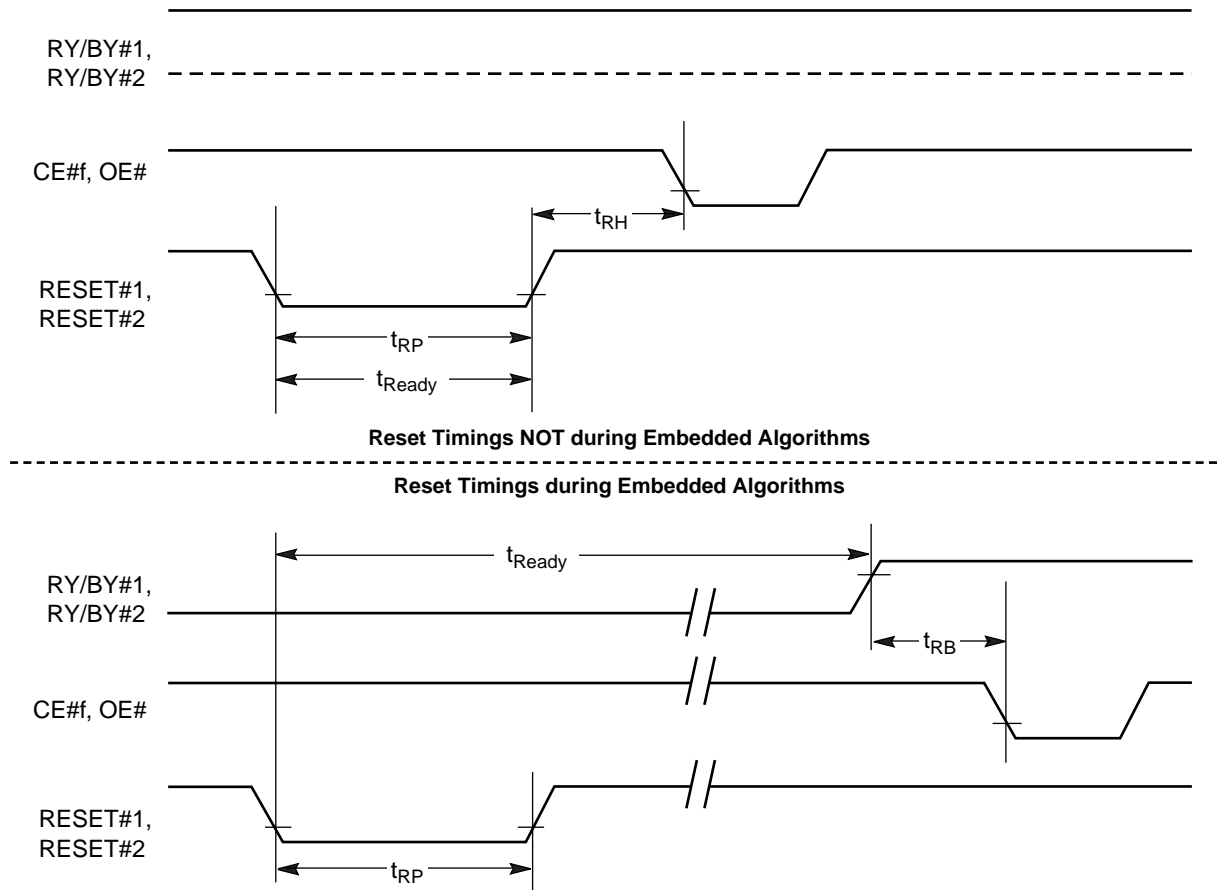 RY/BY#1,
RY/BY#2
CE#f, OE#
tRH
RESET#1,
RESET#2
tRP
tReady
Reset Timings NOT during Embedded Algorithms
Reset Timings during Embedded Algorithms
tReady
RY/BY#1,
RY/BY#2
tRB
CE#f, OE#
RESET#1,
RESET#2
tRP